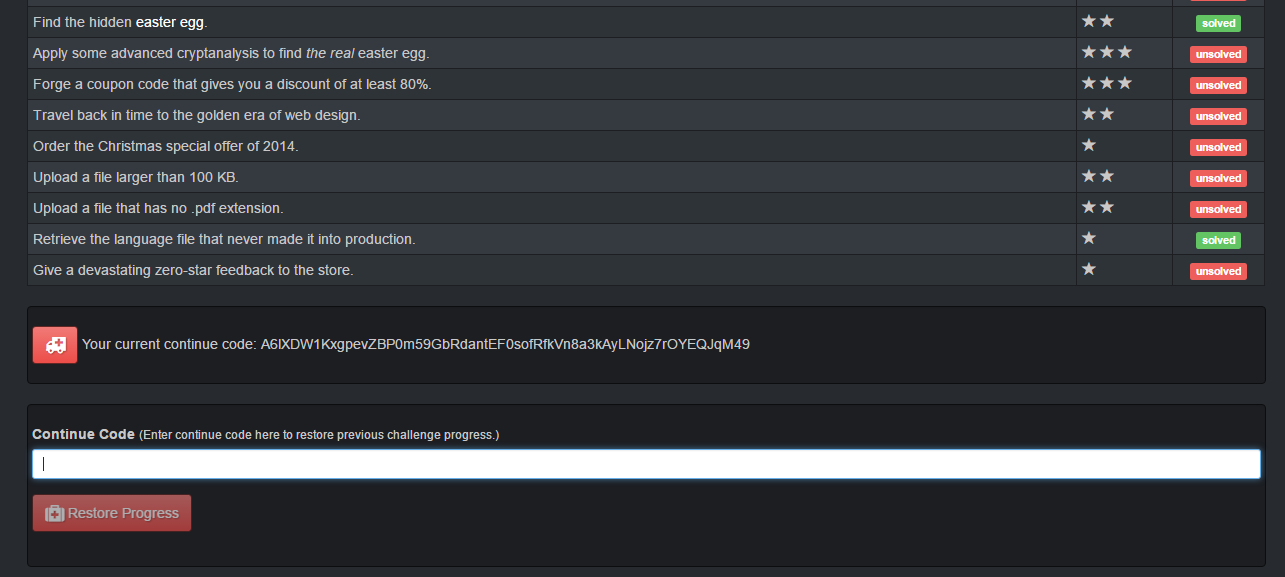 Find the hidden easter egg. solved
Apply some advanced cryptanalysis to find the real easter egg. unsolved
Forge a coupon code that gives you a discount of at least 80%. unsolved
Travel back in time to the golden era of web design. unsolved
Order the Christmas special offer of 2014. unsolved
Upload a file larger than 100 KB. unsolved
Upload a file that has no .pdf extension. unsolved
Retrieve the language file that never made it into production. solved
Give a devastating zero-star feedback to the store. unsolved
Your current continue code: A6lXDW1KxgpevZBP0m59GbRdantEF0sofRfkVn8a3kAyLNojz7rOYEQJqM49
Continue Code (Enter continue code here to restore previous challenge progress.)
Restore Progress